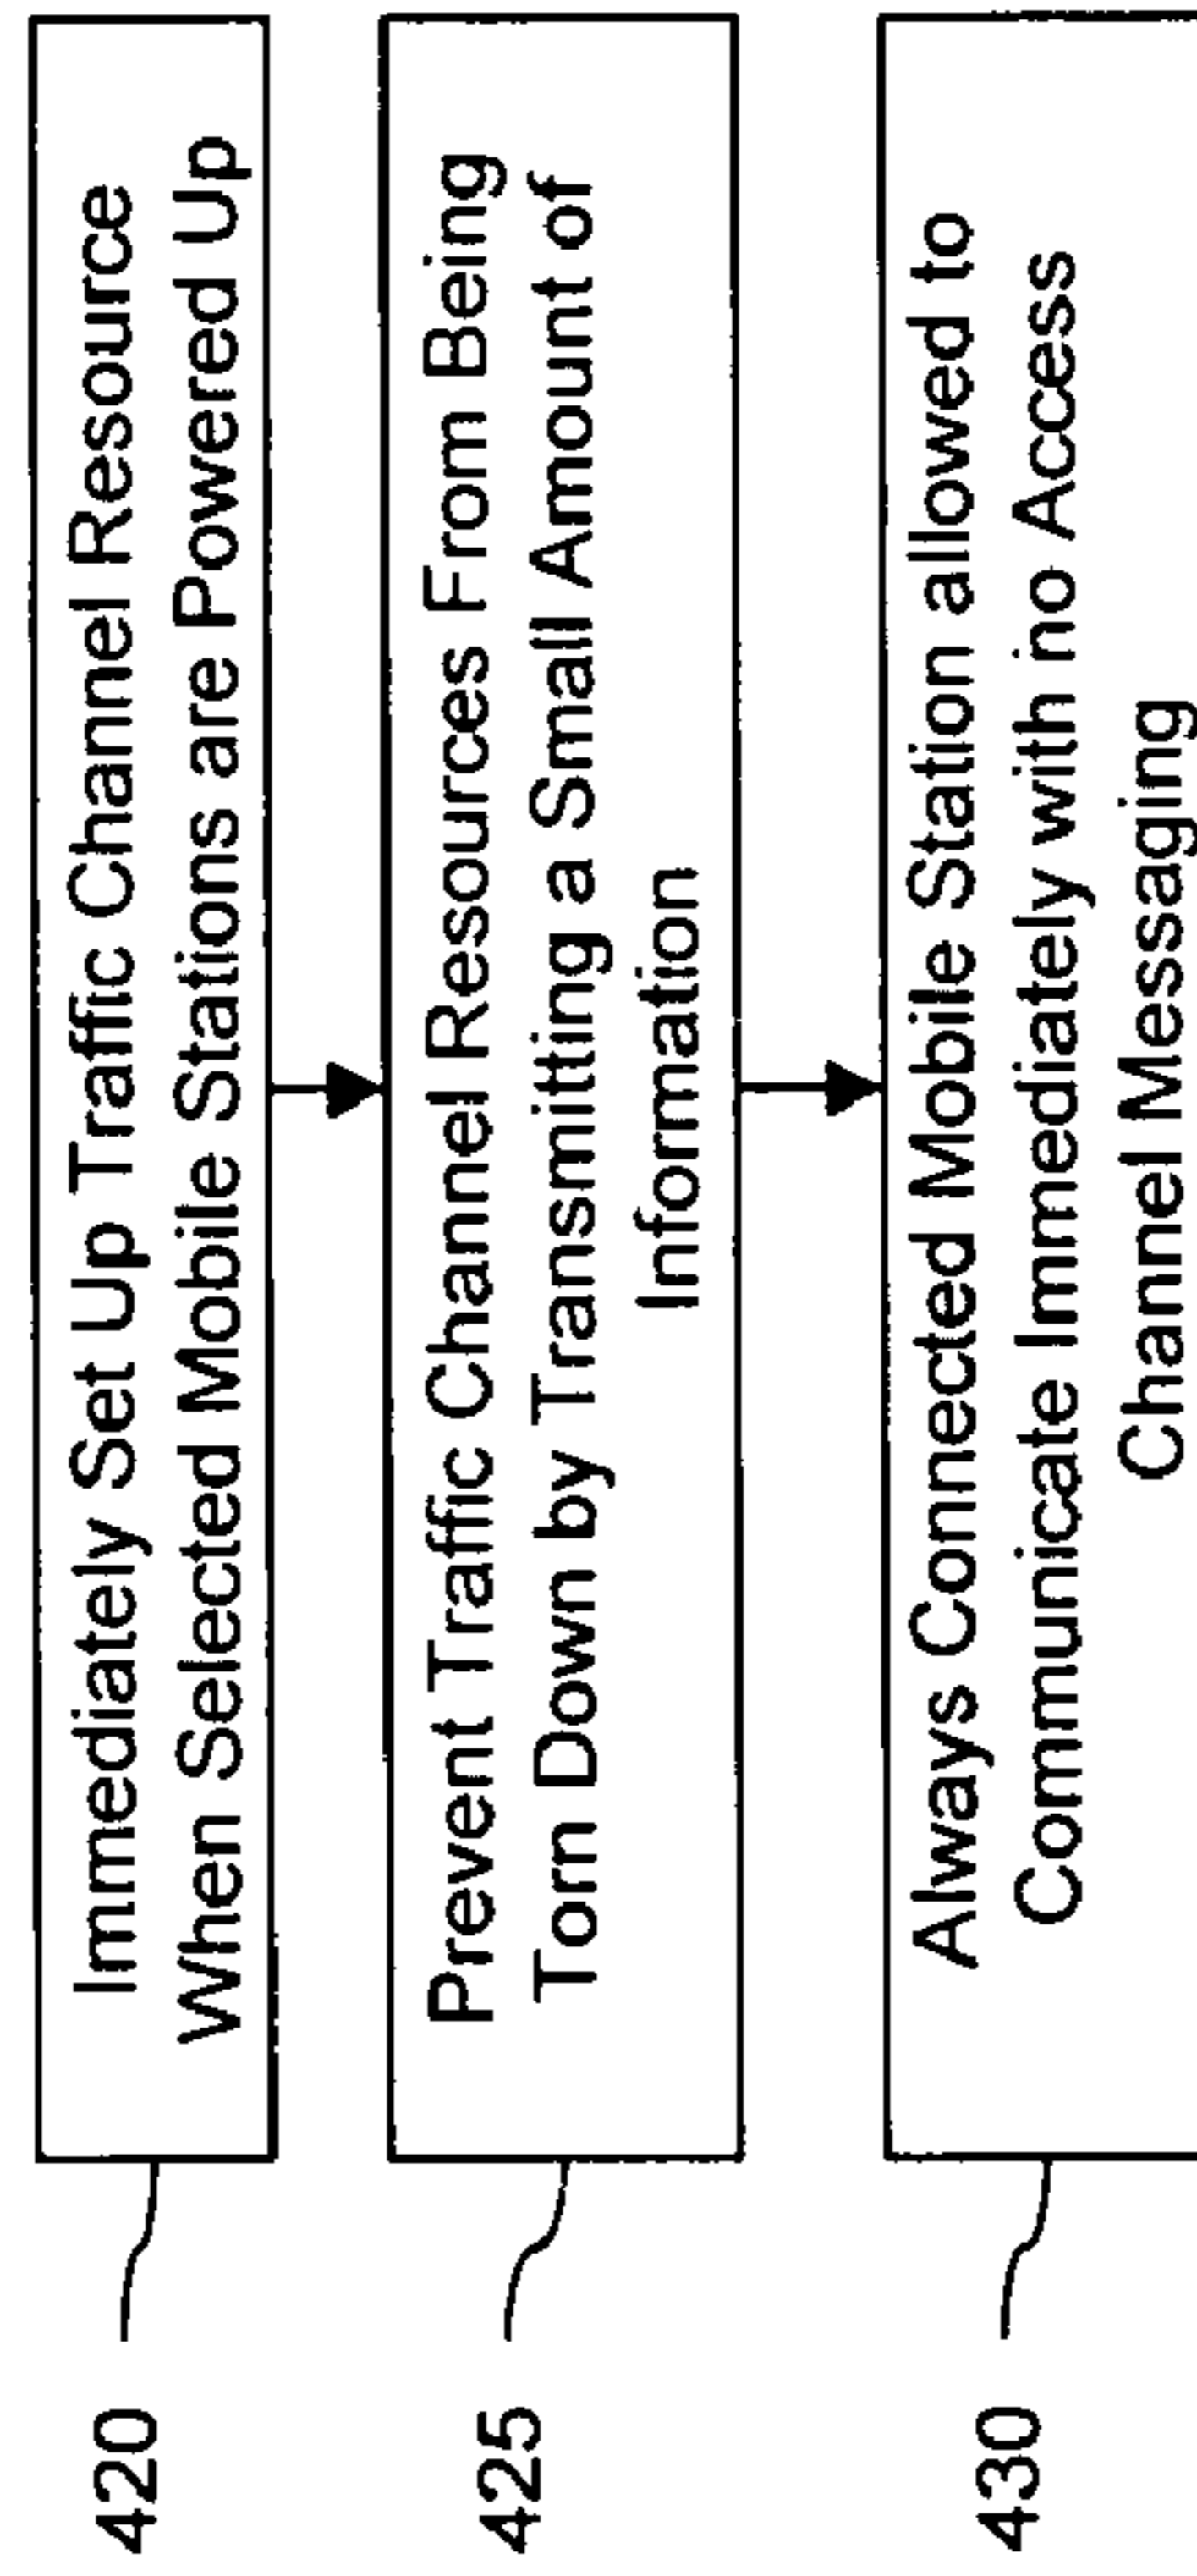 420
Immediately Set Up Traffic Channel Resource
When Selected Mobile Stations are Powered Up
425
Prevent Traffic Channel Resources From Being
Torn Down by Transmitting a Small Amount of
Information
430
Always Connected Mobile Station allowed to
Communicate Immediately with no Access
Channel Messaging